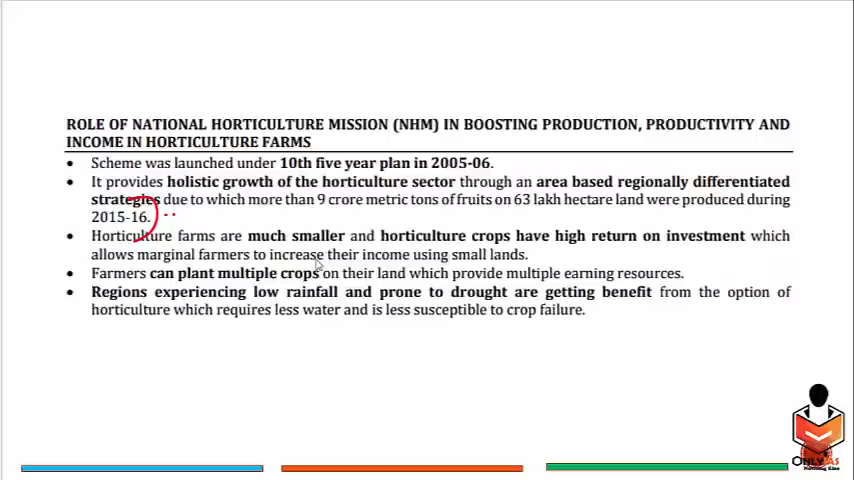 ROLE OF NATIONAL HORTICULTURE MISSION (NHM) IN BOOSTING PRODUCTION, PRODUCTIVITY AND
INCOME IN HORTICULTURE FARMS
• Scheme was launched under 10th five year plan in 2005-06.
• It provides holistic growth of the horticulture sector through an area based regionally differentiated
strategies due to which more than 9 crore metric tons of fruits on 63 lakh hectare land were produced during
2015-16.
• Horticulture farms are much smaller and horticulture crops have high return on investment which
allows marginal farmers to increase their income using small lands.
• Farmers can plant multiple crops on their land which provide multiple earning resources.
• Regions experiencing low rainfall and prone to drought are getting benefit from the option of
horticulture which requires less water and is less susceptible to crop failure.
ONLY IAS
Nothing Else